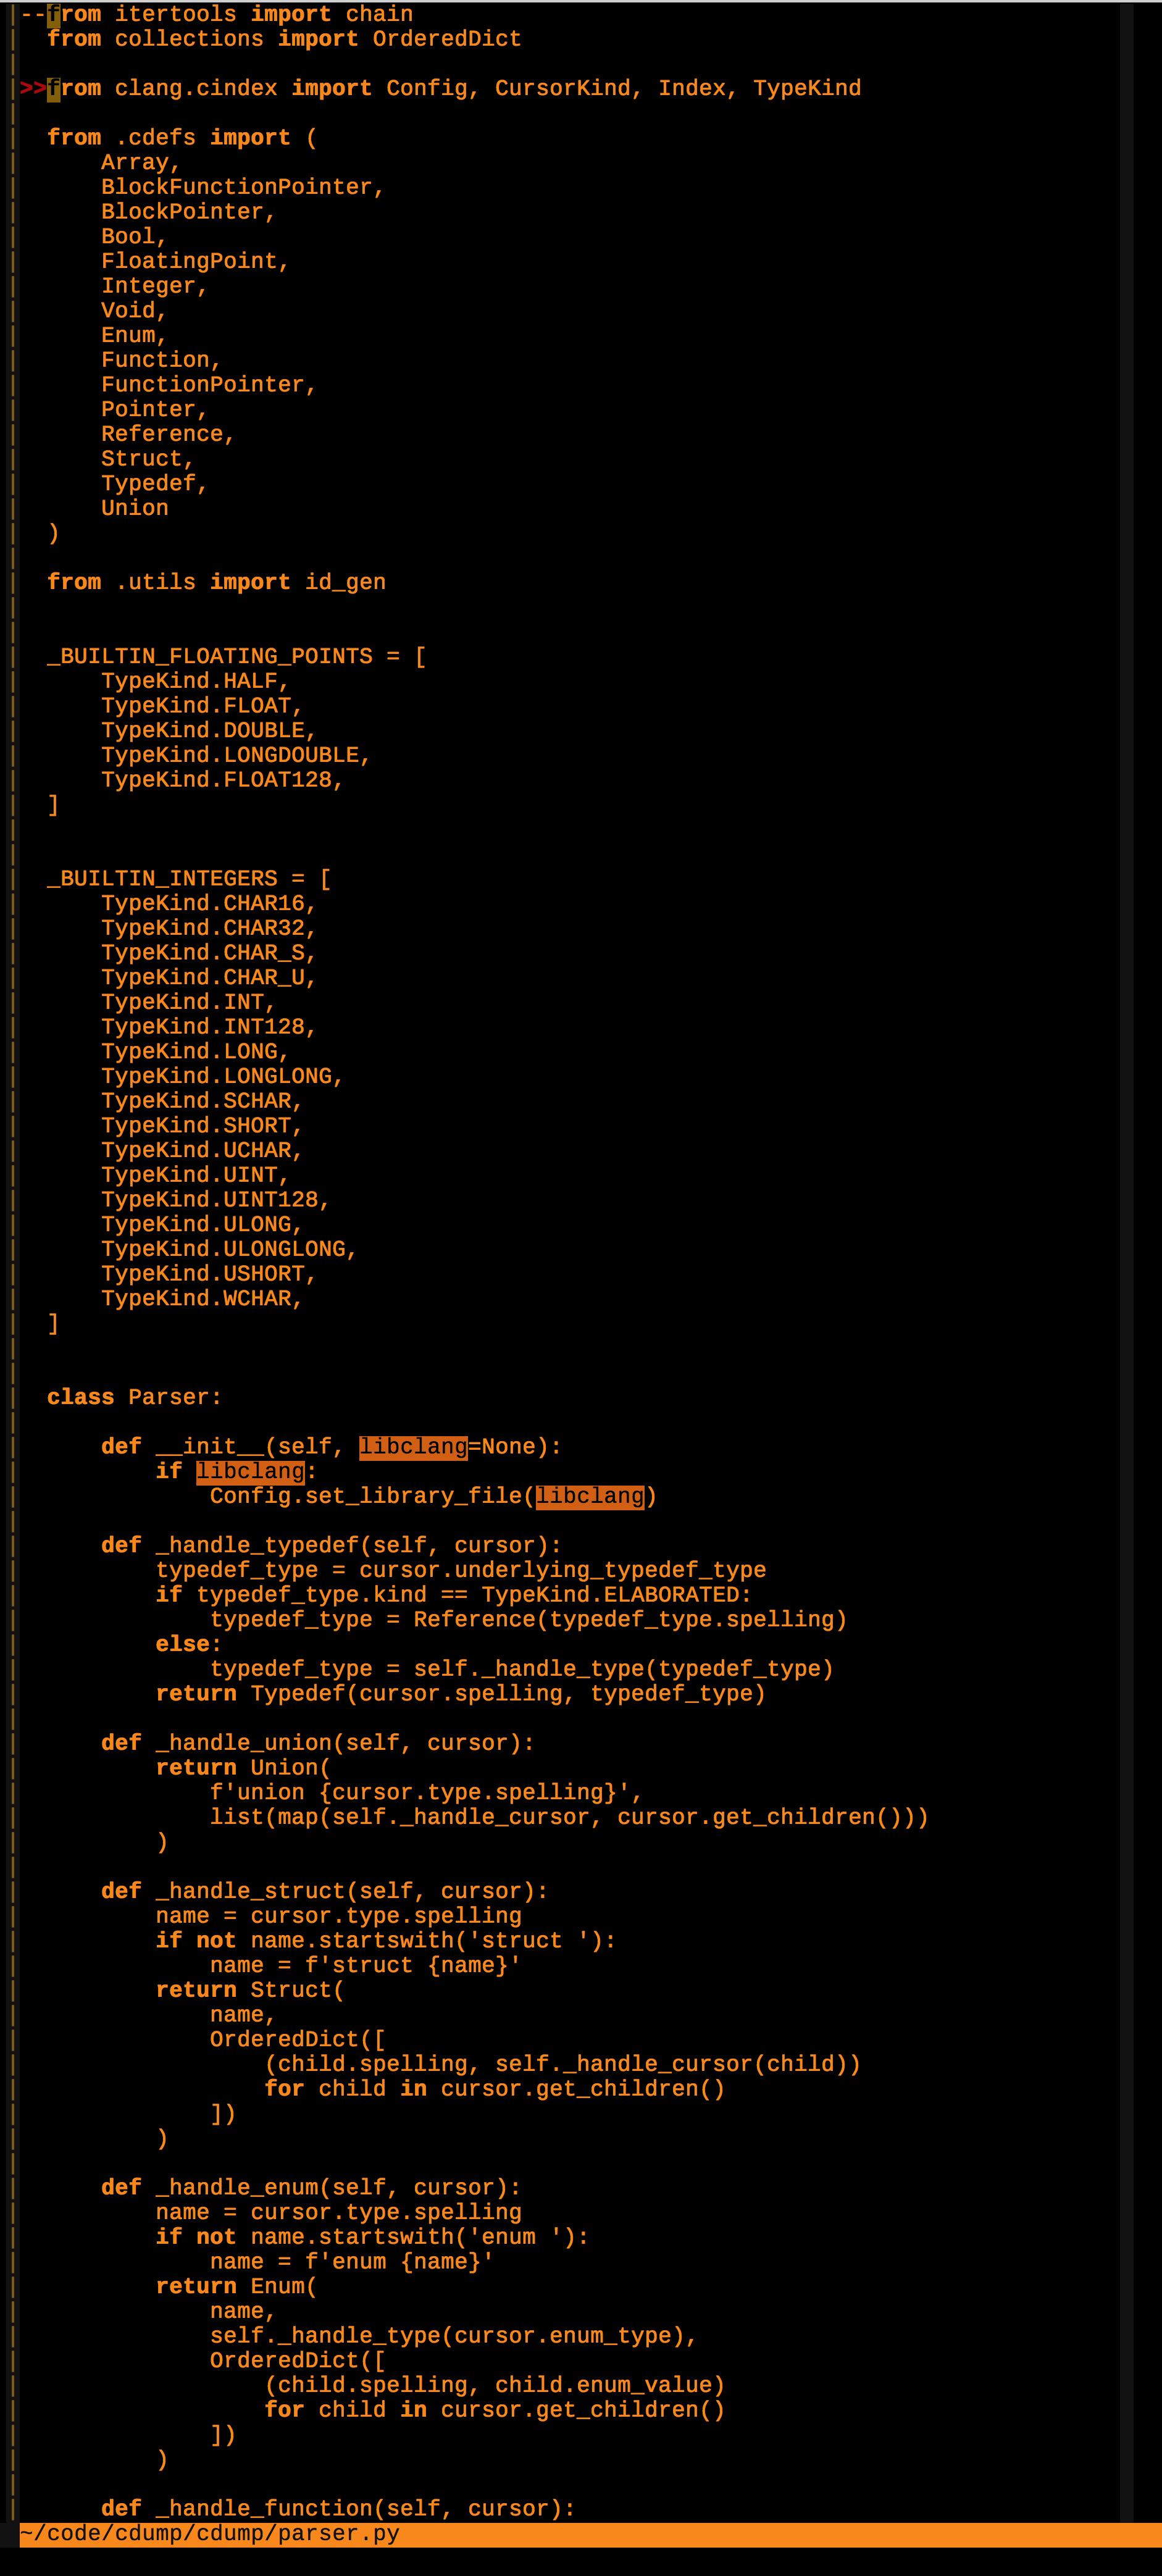 --from itertools import chain
from collections import OrderedDict
>>from clang.cindex import Config, CursorKind, Index, TypeKind
from .cdefs import (
    Array,
    BlockFunctionPointer,
    BlockPointer,
    Bool,
    FloatingPoint,
    Integer,
    Void,
    Enum,
    Function,
    FunctionPointer,
    Pointer,
    Reference,
    Struct,
    Typedef,
    Union
)
from .utils import id_gen
_BUILTIN_FLOATING_POINTS = [
    TypeKind.HALF,
    TypeKind.FLOAT,
    TypeKind.DOUBLE,
    TypeKind.LONGDOUBLE,
    TypeKind.FLOAT128,
]
_BUILTIN_INTEGERS = [
    TypeKind.CHAR16,
    TypeKind.CHAR32,
    TypeKind.CHAR_S,
    TypeKind.CHAR_U,
    TypeKind.INT,
    TypeKind.INT128,
    TypeKind.LONG,
    TypeKind.LONGLONG,
    TypeKind.SCHAR,
    TypeKind.SHORT,
    TypeKind.UCHAR,
    TypeKind.UINT,
    TypeKind.UINT128,
    TypeKind.ULONG,
    TypeKind.ULONGLONG,
    TypeKind.USHORT,
    TypeKind.WCHAR,
]
class Parser:
    def __init__(self, libclang=None):
        if libclang:
            Config.set_library_file(libclang)
    def _handle_typedef(self, cursor):
        typedef_type = cursor.underlying_typedef_type
        if typedef_type.kind == TypeKind.ELABORATED:
            typedef_type = Reference(typedef_type.spelling)
        else:
            typedef_type = self._handle_type(typedef_type)
        return Typedef(cursor.spelling, typedef_type)
    def _handle_union(self, cursor):
        return Union(
            f'union {cursor.type.spelling}',
            list(map(self._handle_cursor, cursor.get_children()))
        )
    def _handle_struct(self, cursor):
        name = cursor.type.spelling
        if not name.startswith('struct '):
            name = f'struct {name}'
        return Struct(
            name,
            OrderedDict([
                (child.spelling, self._handle_cursor(child))
                for child in cursor.get_children()
            ])
        )
    def _handle_enum(self, cursor):
        name = cursor.type.spelling
        if not name.startswith('enum '):
            name = f'enum {name}'
        return Enum(
            name,
            self._handle_type(cursor.enum_type),
            OrderedDict([
                (child.spelling, child.enum_value)
                for child in cursor.get_children()
            ])
        )
    def _handle_function(self, cursor):
~/code/cdump/cdump/parser.py